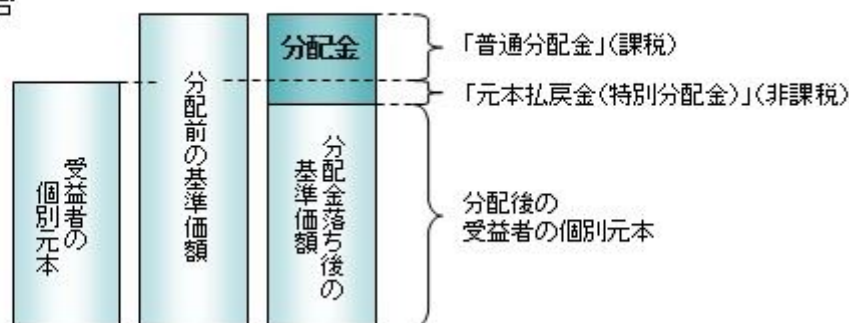 受益者の
個別元本
分配前の基準価額
分配金
分配金落ち後の
基準価額
「普通分配金」(課税)
「元本払戻金(特別分配金)」(非課税)
分配後の
受益者の個別元本